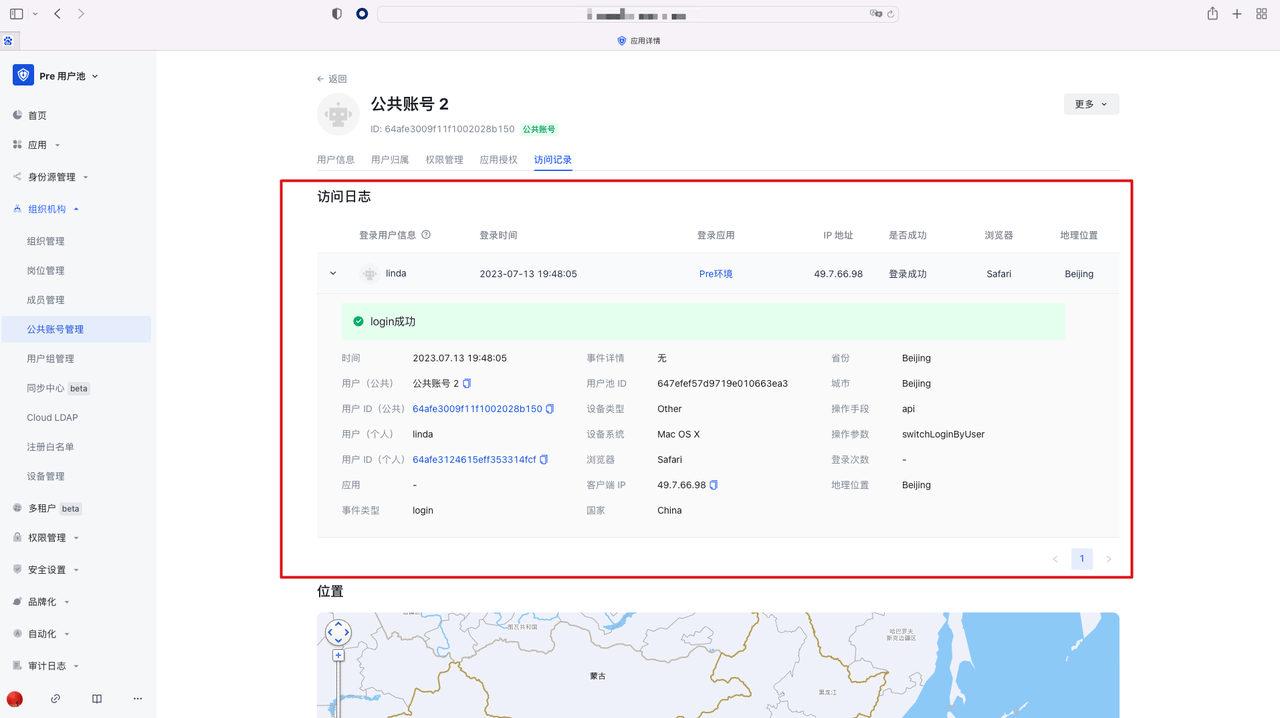 应用详情
Pre 用户池
首页
应用
身份源管理
组织机构
组织管理
岗位管理
成员管理
公共账号管理
用户组管理
同步中心 beta
Cloud LDAP
注册白名单
设备管理
多租户 beta
权限管理
安全设置
品牌化
自动化
审计日志
返回
公共账号 2
ID: 64afe3009f11f1002028b150 公共账号
更多
用户信息 用户归属 权限管理 应用授权 访问记录
访问日志
登录用户信息 登录时间 登录应用 IP 地址 是否成功 浏览器 地理位置
linda 2023-07-13 19:48:05 Pre环境 49.7.66.98 登录成功 Safari Beijing
login成功
时间 2023.07.13 19:48:05 事件详情 无 省份 Beijing
用户（公共） 公共账号 2 用户池 ID 647efef57d9719e010663ea3 城市 Beijing
用户 ID（公共） 64afe3009f11f1002028b150 设备类型 Other 操作手段 api
用户（个人） linda 设备系统 Mac OS X 操作参数 switchLoginByUser
用户 ID（个人） 64afe3124615eff353314fcf 浏览器 Safari 登录次数 -
应用 - 客户端 IP 49.7.66.98 地理位置 Beijing
事件类型 login 国家 China
1
位置
蒙古
哈巴罗夫
斯克边疆区
黑龙江